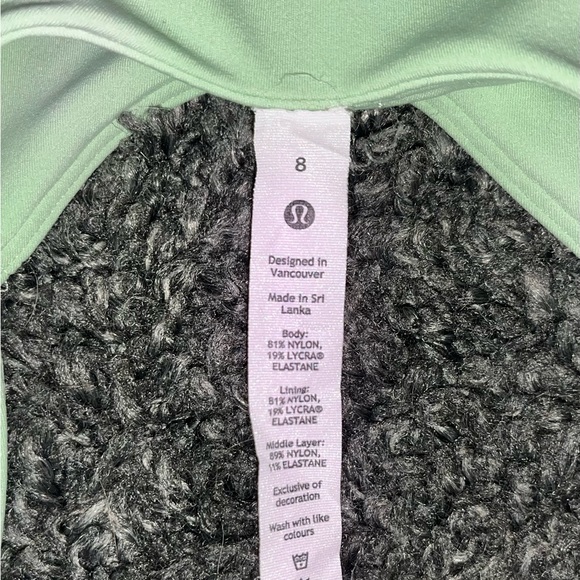 8
Designed in
Vancouver
Made in Sri
Lanka
Body:
81% NYLON,
19% LYCRA®
ELASTANE
Lining:
81% NYLON,
19% LYCRA®
ELASTANE
Middle Layer:
89% NYLON,
11% ELASTANE
Exclusive of
decoration
Wash with like
colours